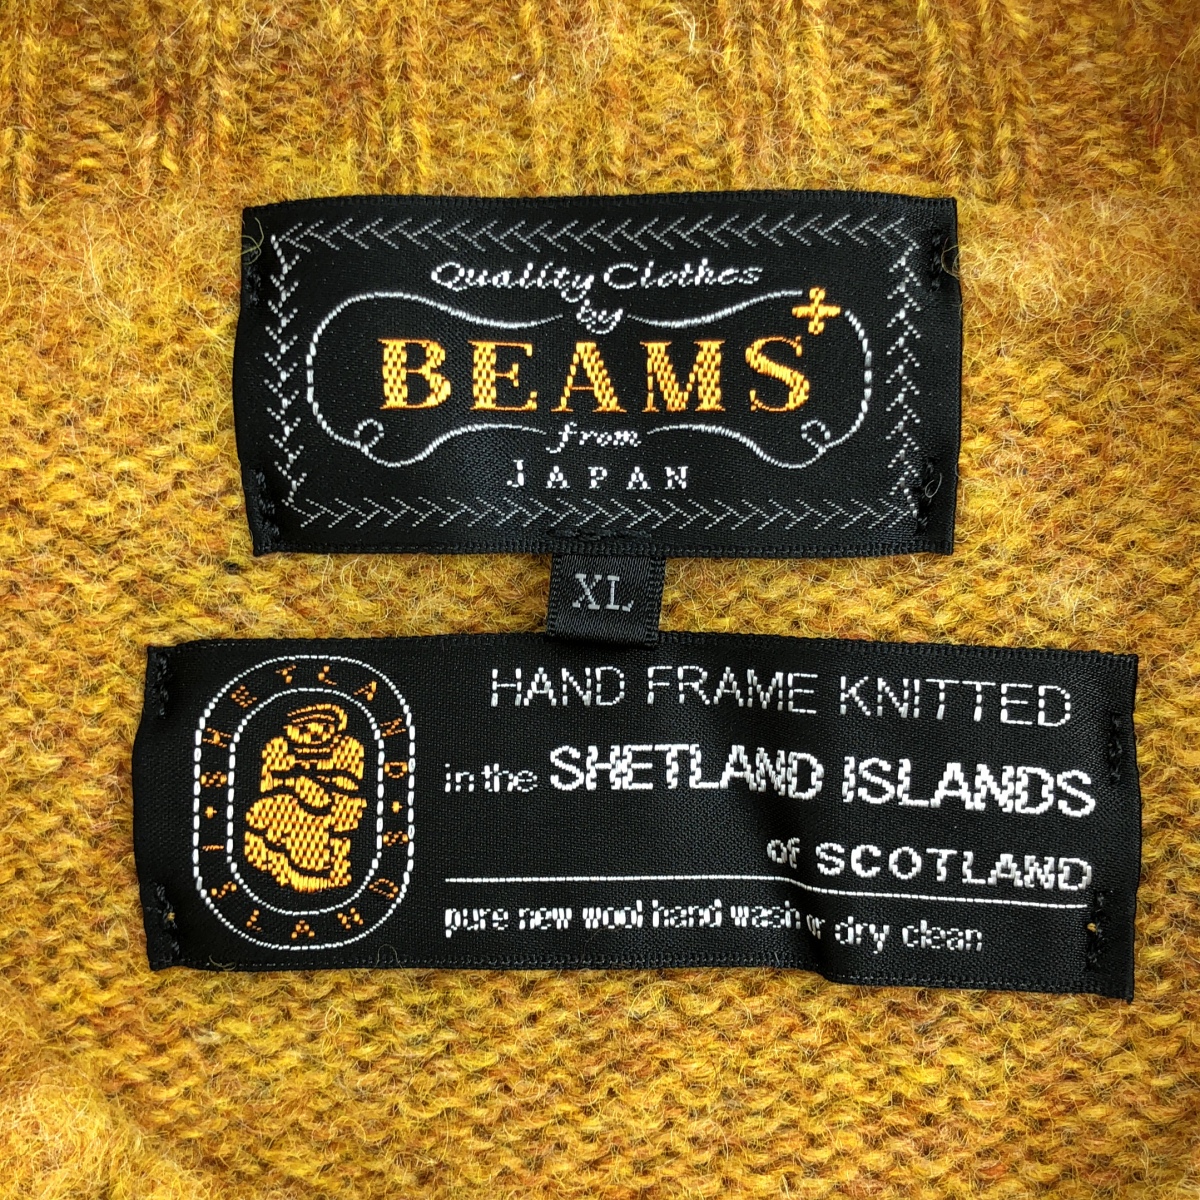 Quality Clothes
by
BEAMS+
from
JAPAN
XL
SHETLAND·S·
·ISLAND
HAND FRAME KNITTED
in the SHETLAND ISLANDS
of SCOTLAND
pure new wool hand wash or dry clean